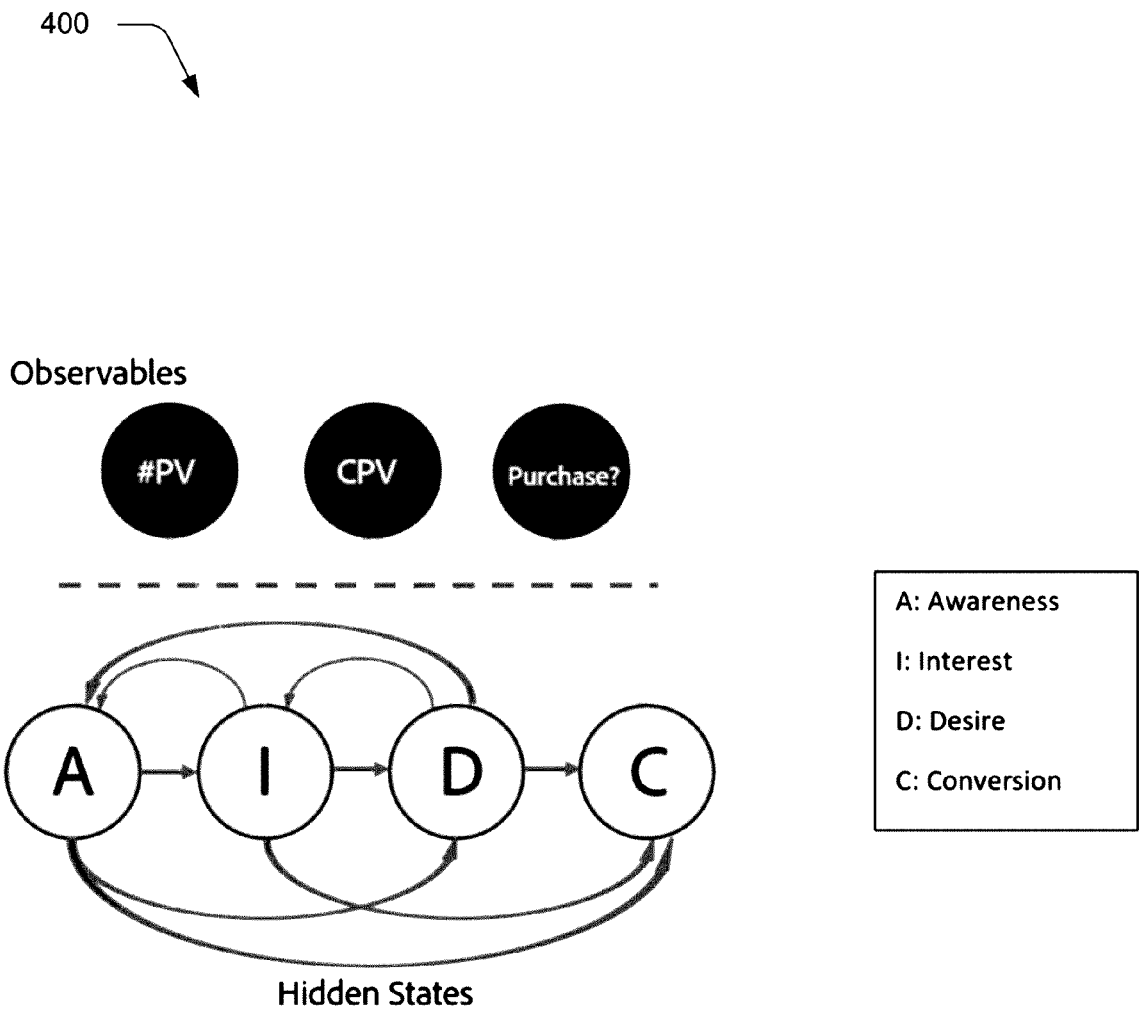 400
Observables
#PV
CPV
Purchase?
A
I
D
C
Hidden States
A: Awareness
I: Interest
D: Desire
C: Conversion